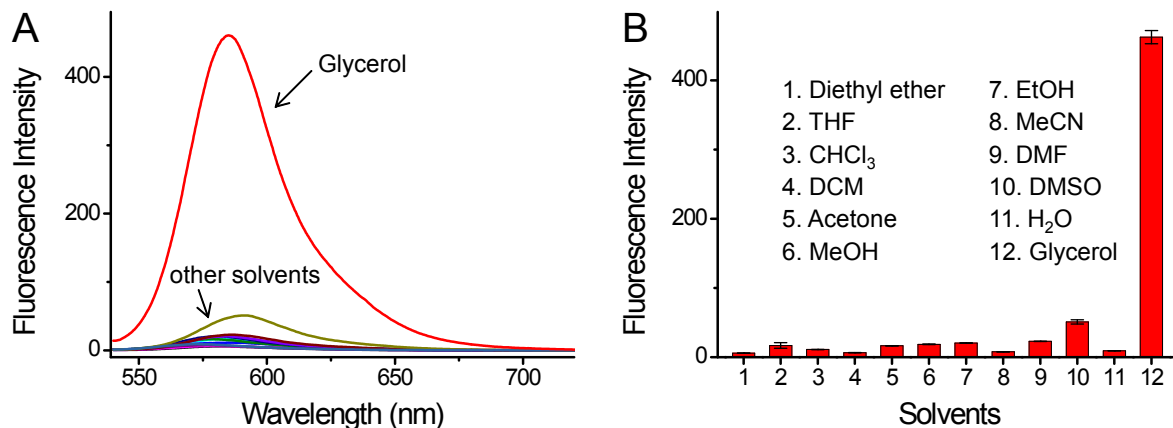 A
Fluorescence Intensity
400
200
0
Glycerol
other solvents
550
600
650
700
Wavelength (nm)
B
Fluorescence Intensity
400
200
0
1. Diethyl ether
2. THF
3. CHCl₃
4. DCM
5. Acetone
6. MeOH
7. EtOH
8. MeCN
9. DMF
10. DMSO
11. H₂O
12. Glycerol
1 2 3 4 5 6 7 8 9 10 11 12
Solvents